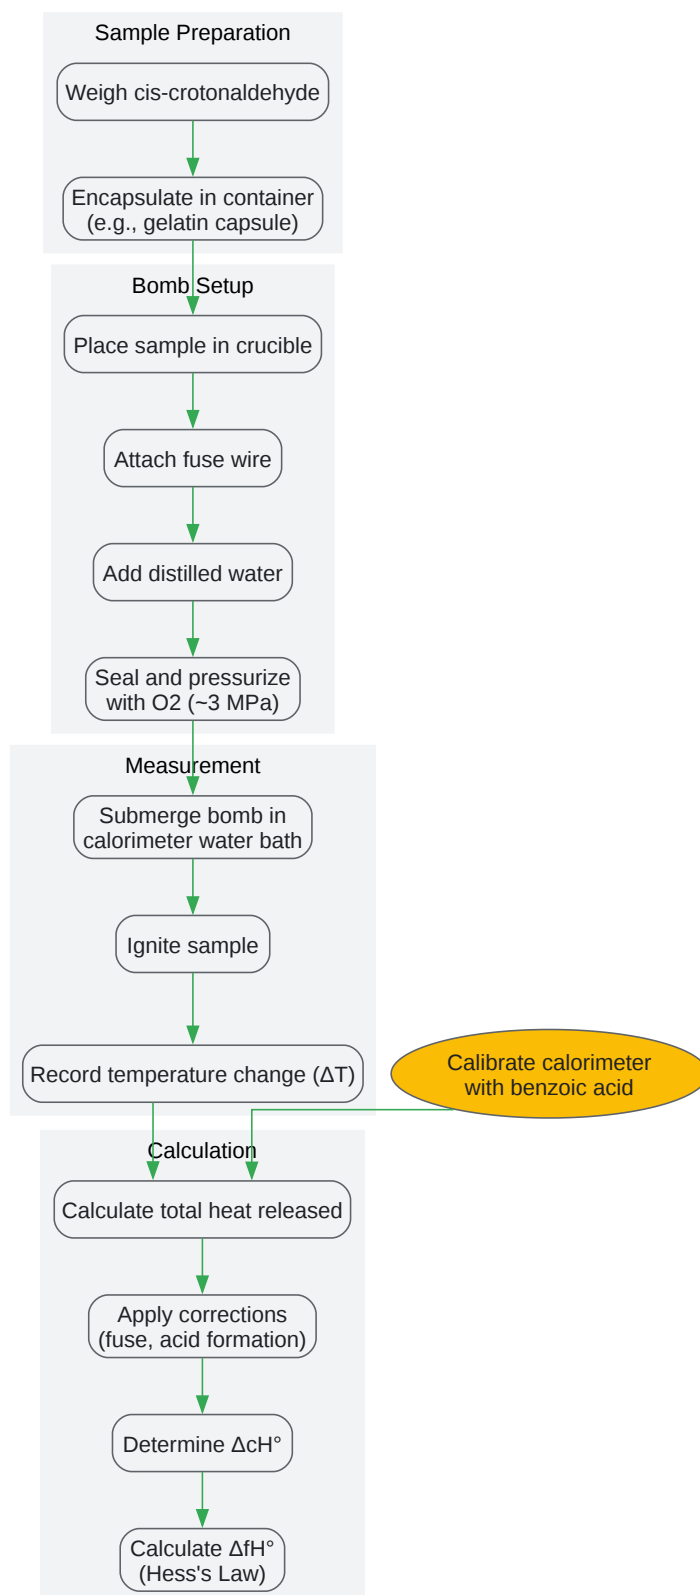 Sample Preparation
Weigh cis-crotonaldehyde
Encapsulate in container
(e.g., gelatin capsule)
Bomb Setup
Place sample in crucible
Attach fuse wire
Add distilled water
Seal and pressurize
with O2 (~3 MPa)
Measurement
Submerge bomb in
calorimeter water bath
Ignite sample
Record temperature change (ΔT)
Calibrate calorimeter
with benzoic acid
Calculation
Calculate total heat released
Apply corrections
(fuse, acid formation)
Determine ΔcH°
Calculate ΔfH°
(Hess's Law)